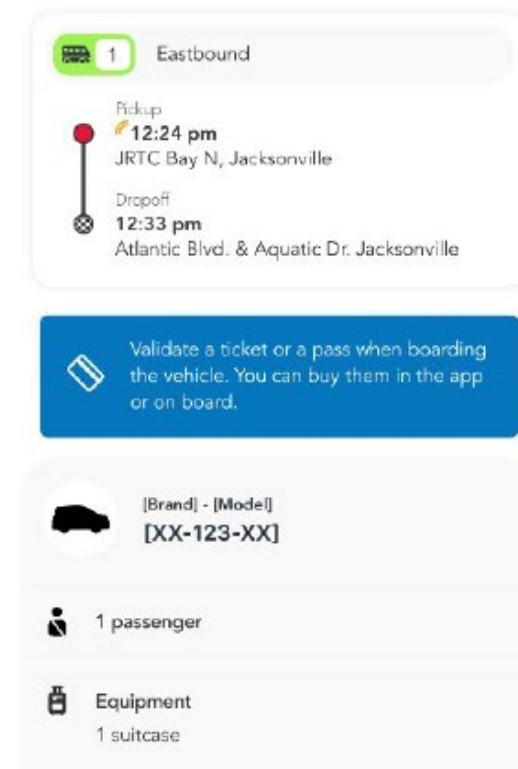 1 Eastbound
Pickup
12:24 pm
JRTC Bay N, Jacksonville
Dropoff
12:33 pm
Atlantic Blvd. & Aquatic Dr. Jacksonville
Validate a ticket or a pass when boarding
the vehicle. You can buy them in the app
or on board.
[Brand] - [Model]
[XX-123-XX]
1 passenger
Equipment
1 suitcase